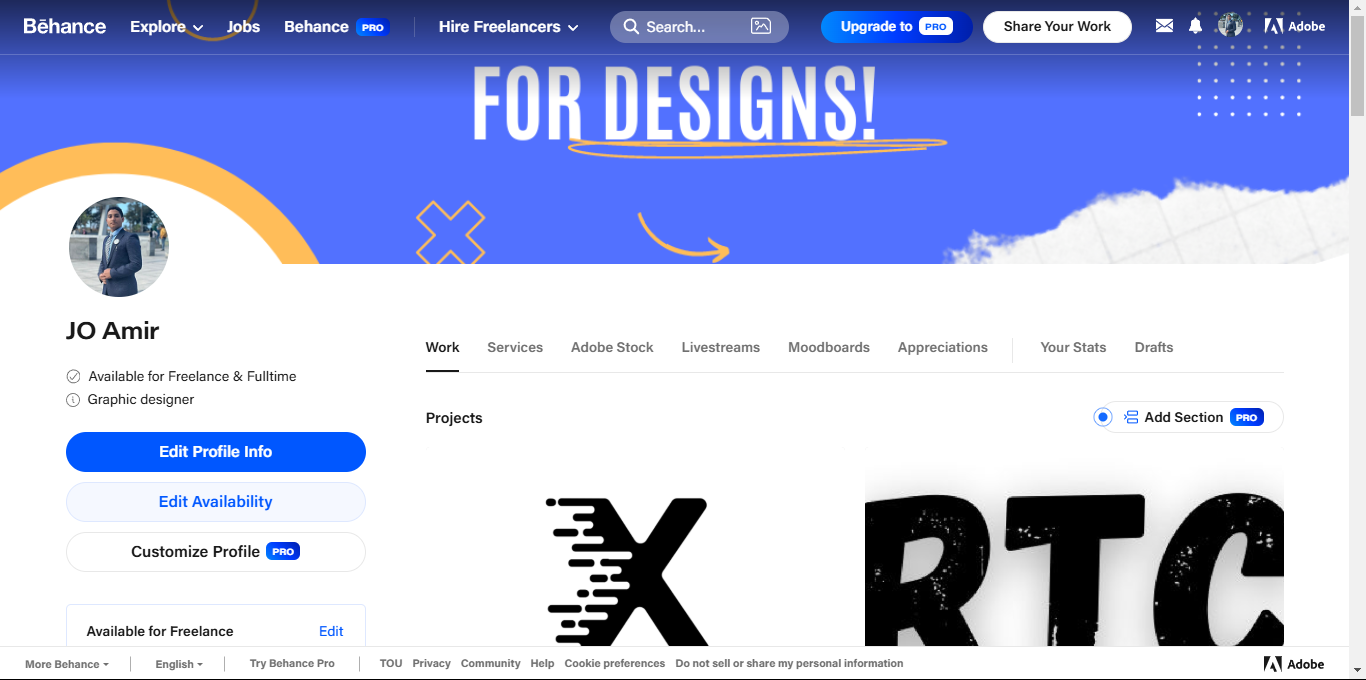 Bēhance Explore Jobs Behance PRO Hire Freelancers Search... Upgrade to PRO Share Your Work Adobe
FOR DESIGNS!
JO Amir
Available for Freelance & Fulltime
Graphic designer
Edit Profile Info
Edit Availability
Customize Profile PRO
Available for Freelance Edit
Work Services Adobe Stock Livestreams Moodboards Appreciations Your Stats Drafts
Projects Add Section PRO
X
RTC
More Behance English Try Behance Pro TOU Privacy Community Help Cookie preferences Do not sell or share my personal information Adobe